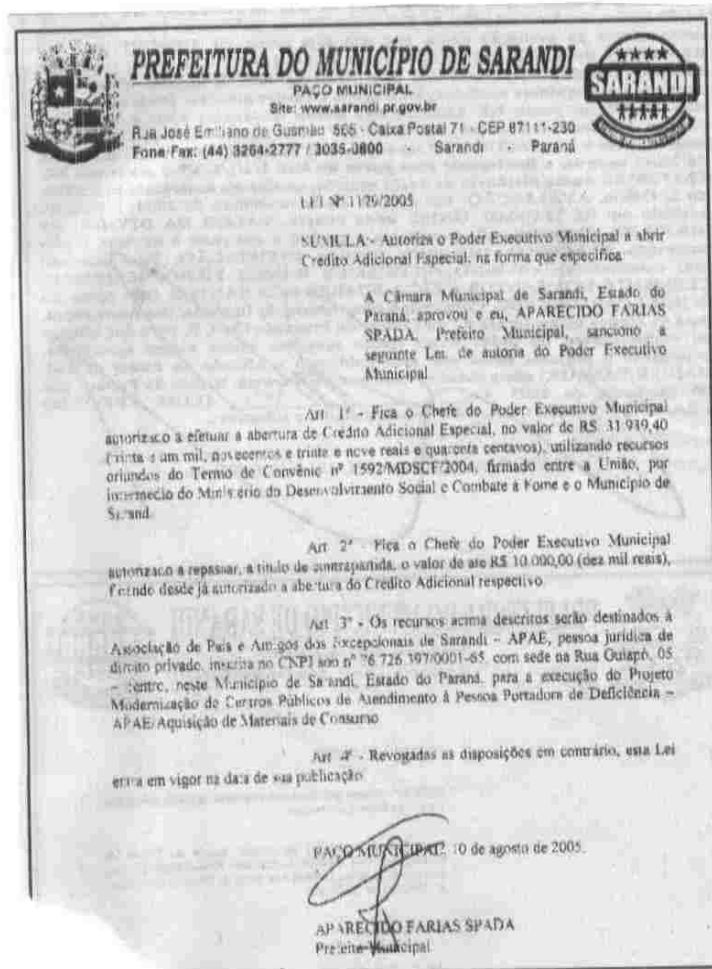 PREFEITURA DO MUNICÍPIO DE SARANDI
PAÇO MUNICIPAL
Site: www.sarandi.pr.gov.br
Rua José Emiliano de Gusmão 565 - Caixa Postal 71 - CEP 87111-230
Fone/Fax: (44) 3264-2777 / 3035-0800 - Sarandi - Paraná
SARANDI
LEI Nº 1179/2005
SÚMULA - Autoriza o Poder Executivo Municipal a abrir
Crédito Adicional Especial, na forma que especifica
A Câmara Municipal de Sarandi, Estado do
Paraná, aprovou e eu, APARECIDO FARIAS
SPADA, Prefeito Municipal, sanciono a
seguinte Lei, de autoria do Poder Executivo
Municipal
Art 1º - Fica o Chefe do Poder Executivo Municipal
autorizado a efetuar a abertura de Crédito Adicional Especial, no valor de R$ 31.939,40
(trinta e um mil, novecentos e trinta e nove reais e quarenta centavos), utilizando recursos
oriundos do Termo de Convênio nº 1592/MDSCF/2004, firmado entre a União, por
intermédio do Ministério do Desenvolvimento Social e Combate à Fome e o Município de
Sarandi
Art 2º - Fica o Chefe do Poder Executivo Municipal
autorizado a repassar, a título de contrapartida, o valor de até R$ 10.000,00 (dez mil reais),
ficando desde já autorizado a abertura do Crédito Adicional respectivo
Art 3º - Os recursos acima descritos serão destinados à
Associação de Pais e Amigos dos Excepcionais de Sarandi – APAE, pessoa jurídica de
direito privado, inscrita no CNPJ sob nº 76.726.397/0001-65, com sede na Rua Guiapó, 05
– Centro, neste Município de Sarandi, Estado do Paraná, para a execução do Projeto
Modernização de Centros Públicos de Atendimento à Pessoa Portadora de Deficiência –
APAE/Aquisição de Materiais de Consumo
Art 4º - Revogadas as disposições em contrário, esta Lei
entra em vigor na data de sua publicação
PAÇO MUNICIPAL, 10 de agosto de 2005.
APARECIDO FARIAS SPADA
Prefeito Municipal